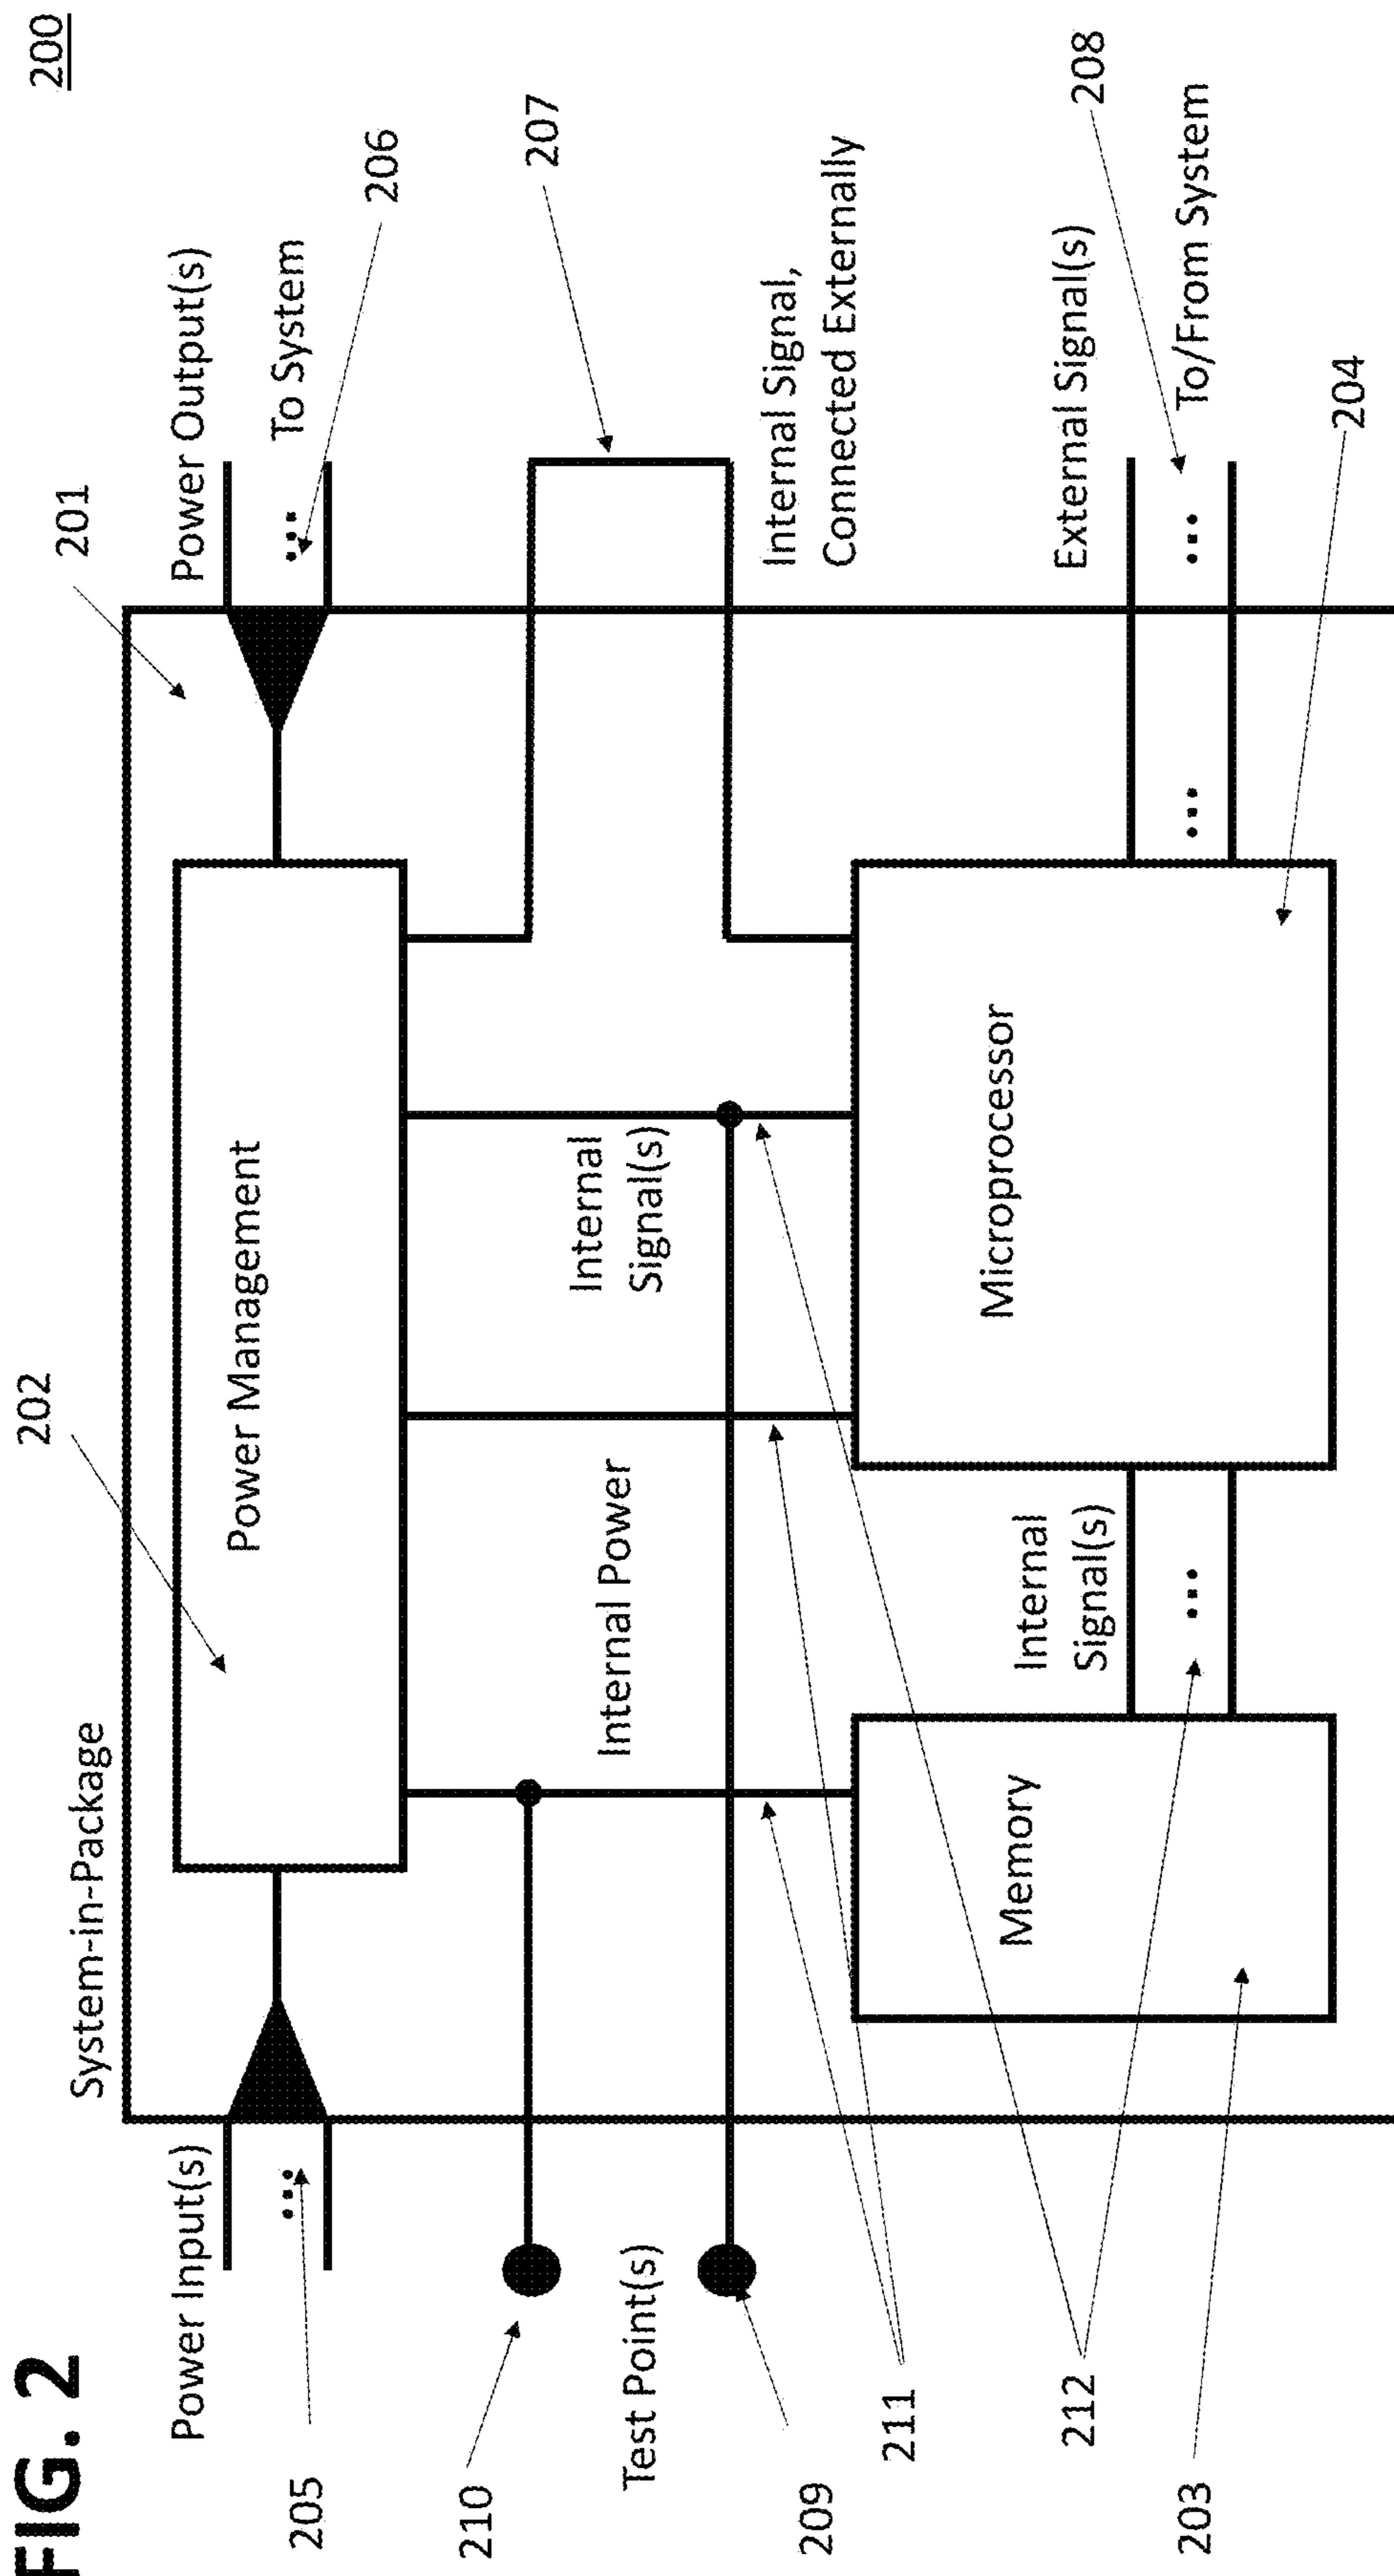 FIG. 2
200
System-in-Package
202
201
Power Input(s)
...
205
Power Management
Power Output(s)
To System
...
206
207
210
Test Point(s)
209
Internal Power
Internal
Signal(s)
Internal Signal,
Connected Externally
211
212
203
Memory
Internal
Signal(s)
...
Microprocessor
External Signal(s)
...
...
To/From System
208
204